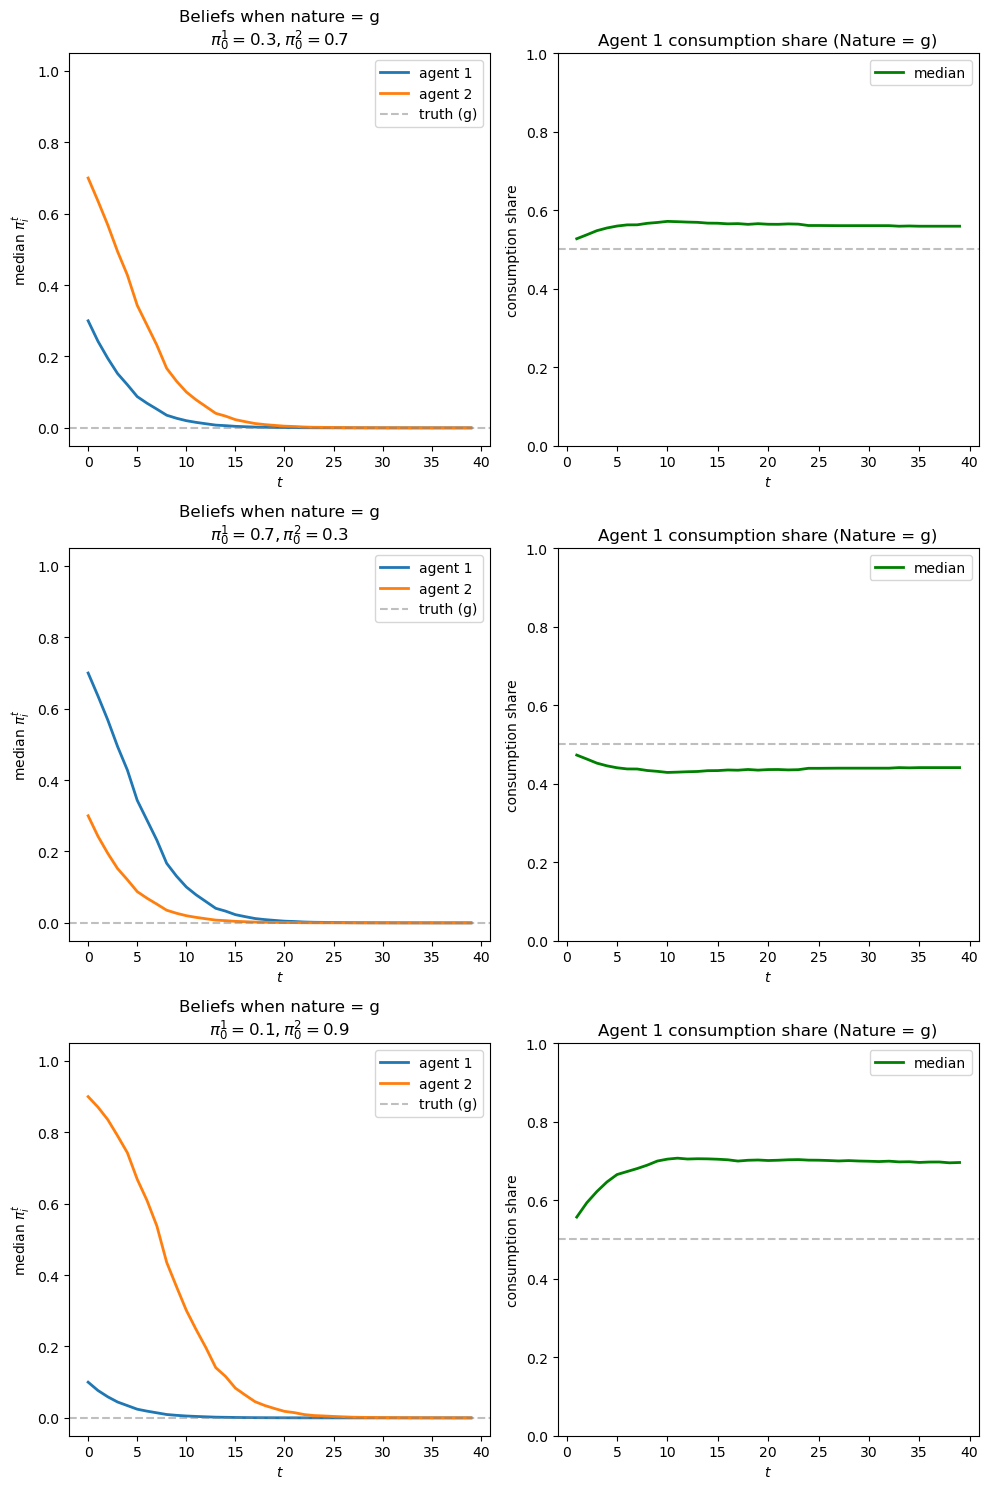 Beliefs when nature = g
π₀¹ = 0.3, π₀² = 0.7
agent 1
agent 2
truth (g)
1.0
0.8
0.6
0.4
0.2
0.0
median πᵢᵗ
0 5 10 15 20 25 30 35 40
t
Agent 1 consumption share (Nature = g)
median
1.0
0.8
0.6
0.4
0.2
0.0
consumption share
0 5 10 15 20 25 30 35 40
t
Beliefs when nature = g
π₀¹ = 0.7, π₀² = 0.3
agent 1
agent 2
truth (g)
1.0
0.8
0.6
0.4
0.2
0.0
median πᵢᵗ
0 5 10 15 20 25 30 35 40
t
Agent 1 consumption share (Nature = g)
median
1.0
0.8
0.6
0.4
0.2
0.0
consumption share
0 5 10 15 20 25 30 35 40
t
Beliefs when nature = g
π₀¹ = 0.1, π₀² = 0.9
agent 1
agent 2
truth (g)
1.0
0.8
0.6
0.4
0.2
0.0
median πᵢᵗ
0 5 10 15 20 25 30 35 40
t
Agent 1 consumption share (Nature = g)
median
1.0
0.8
0.6
0.4
0.2
0.0
consumption share
0 5 10 15 20 25 30 35 40
t